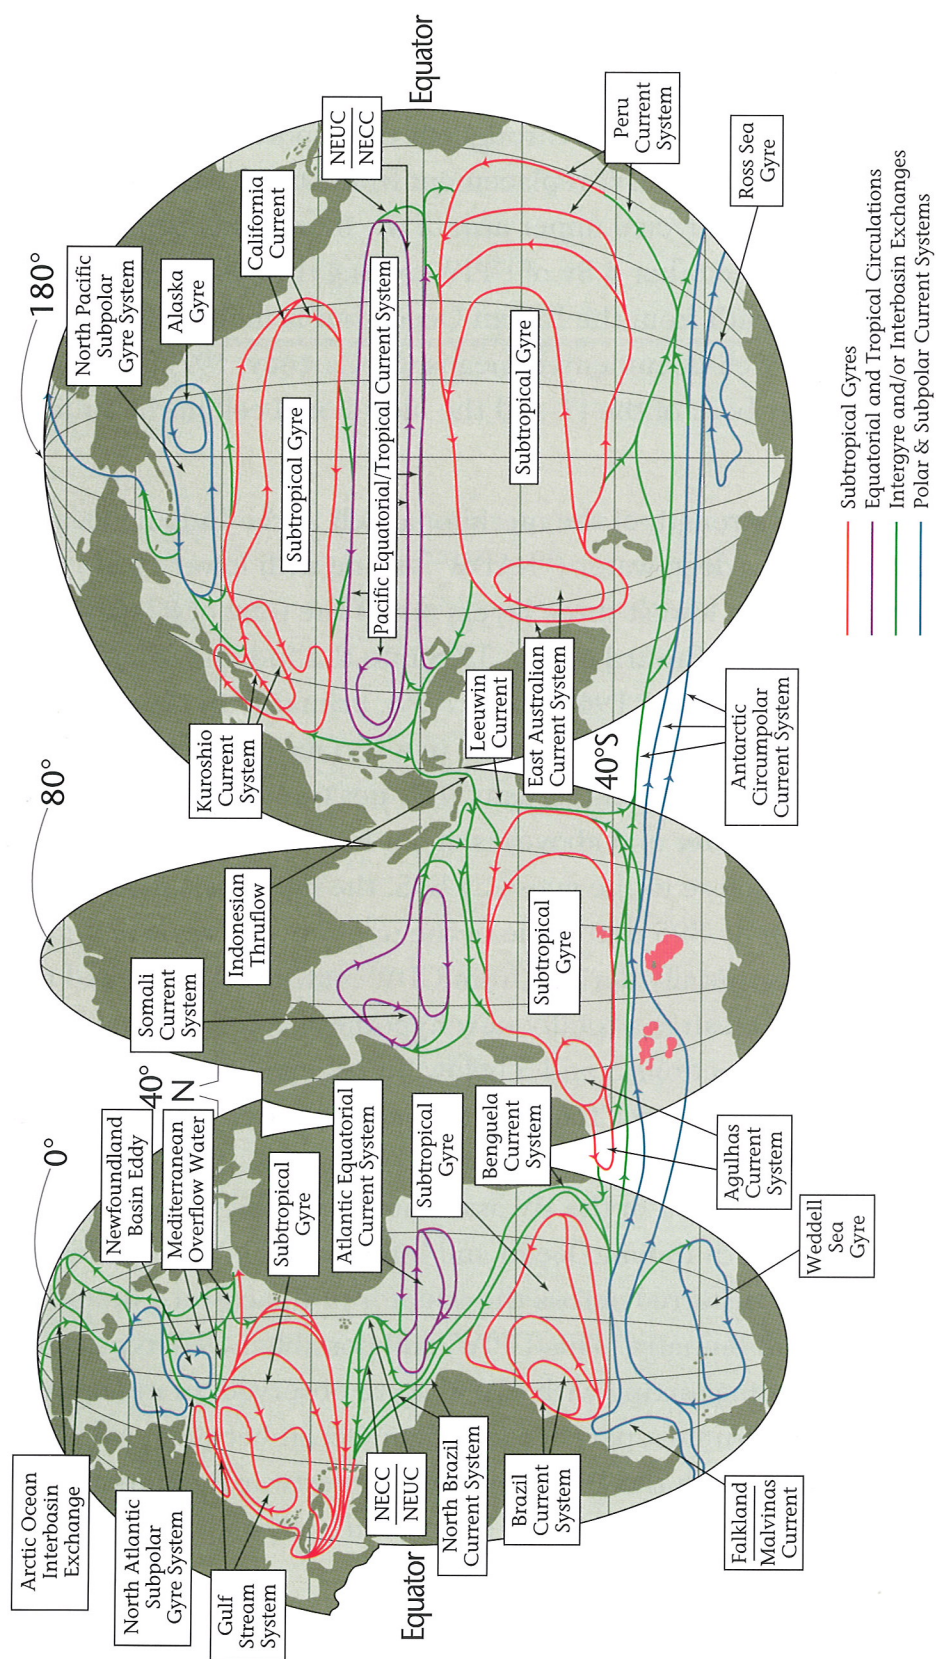 0°
80°
180°
Arctic Ocean
Interbasin
Exchange
North Atlantic
Subpolar
Gyre System
Gulf
Stream
System
Newfoundland
Basin Eddy
Mediterranean
Overflow Water
40°
N
Subtropical
Gyre
Atlantic Equatorial
Current System
Subtropical
Gyre
Benguela
Current
System
Equator
NECC
NEUC
North Brazil
Current System
Brazil
Current
System
Falkland
Malvinas
Current
Weddell
Sea
Gyre
Agulhas
Current
System
Somali
Current
System
Indonesian
Thruflow
Subtropical
Gyre
Kuroshio
Current
System
Leeuwin
Current
East Australian
Current System
40°S
Antarctic
Circumpolar
Current System
North Pacific
Subpolar
Gyre System
Alaska
Gyre
California
Current
Subtropical Gyre
NEUC
NECC
Equator
Pacific Equatorial/Tropical Current System
Subtropical Gyre
Peru
Current
System
Ross Sea
Gyre
Subtropical Gyres
Equatorial and Tropical Circulations
Intergyre and/or Interbasin Exchanges
Polar & Subpolar Current Systems